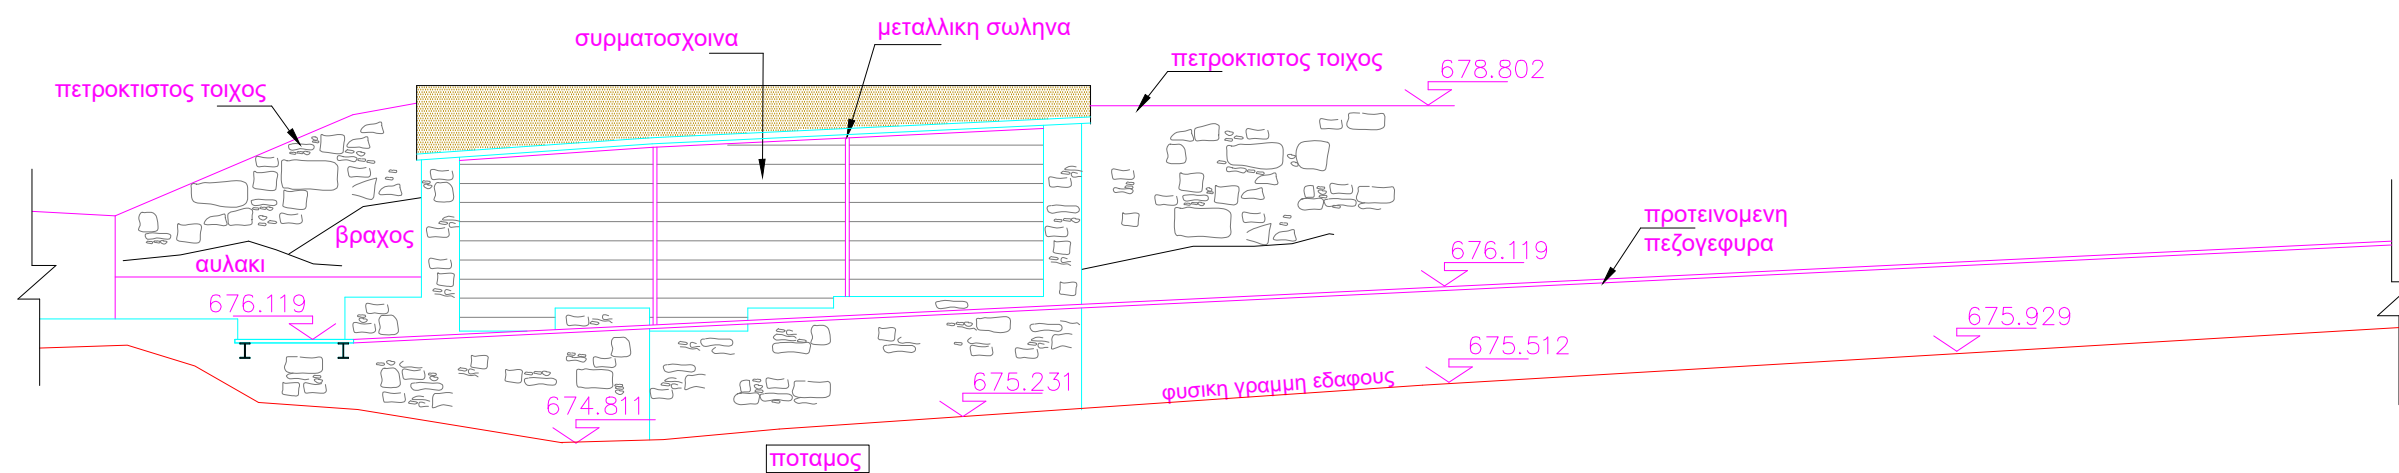 μεταλλικη σωληνα
συρματοσχοινα
πετροκτιστος τοιχος
678.802
πετροκτιστος τοιχος
προτεινομενη
πεζογεφυρα
βραχος
676.119
αυλακι
676.119
675.929
675.512
675.231
φυσικη γραμμη εδαφους
674.811
ποταμος